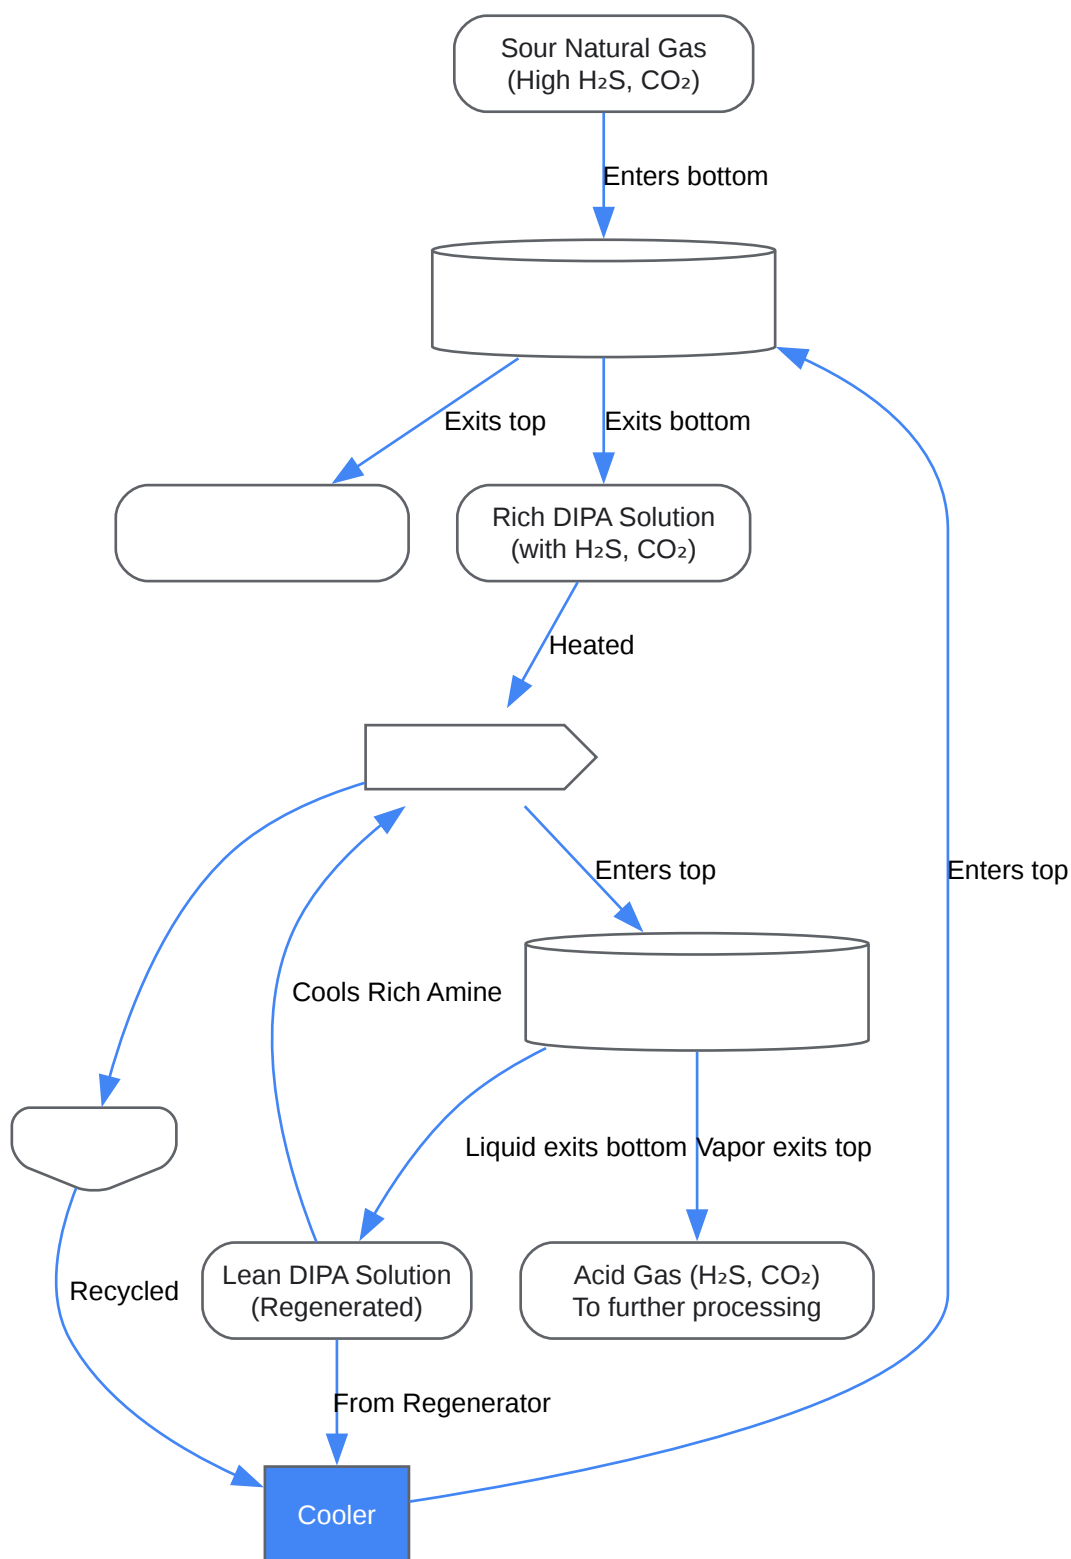 Sour Natural Gas
(High H₂S, CO₂)
Enters bottom
Exits top
Exits bottom
Rich DIPA Solution
(with H₂S, CO₂)
Heated
Enters top
Enters top
Cools Rich Amine
Liquid exits bottom
Vapor exits top
Lean DIPA Solution
(Regenerated)
Acid Gas (H₂S, CO₂)
To further processing
Recycled
From Regenerator
Cooler